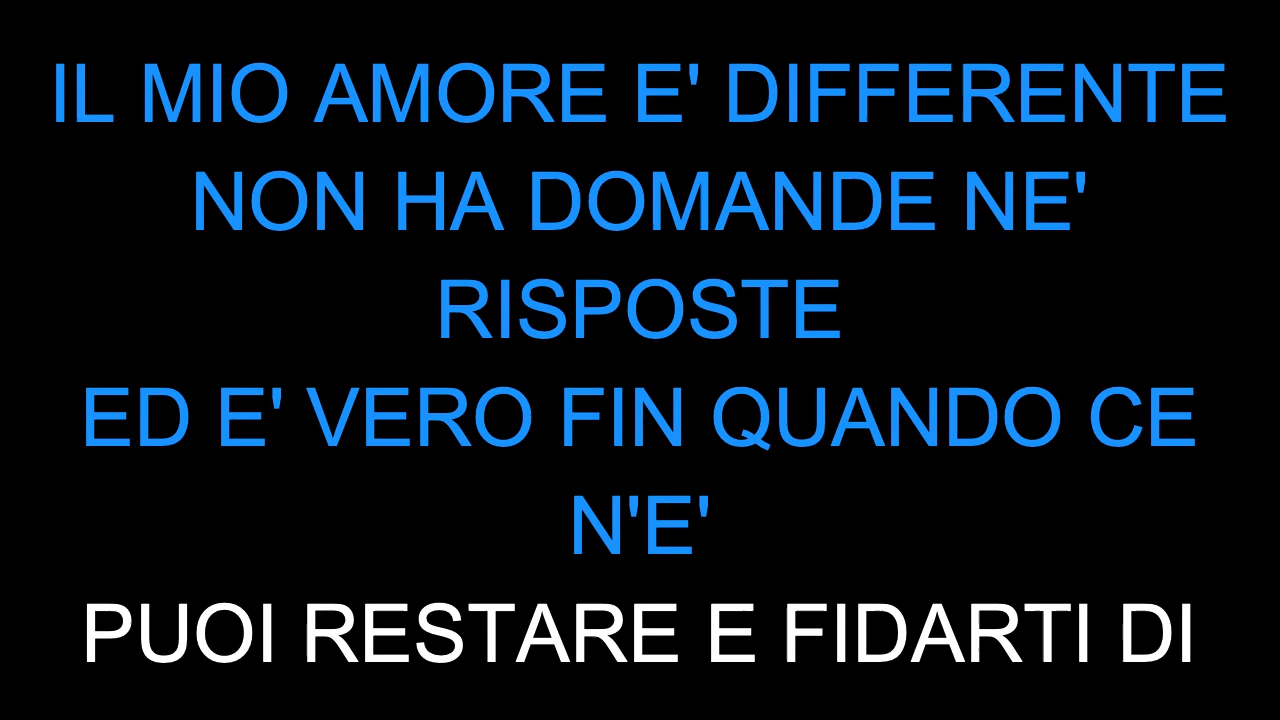 IL MIO AMORE E' DIFFERENTE
NON HA DOMANDE NE'
RISPOSTE
ED E' VERO FIN QUANDO CE
N'E'
PUOI RESTARE E FIDARTI DI